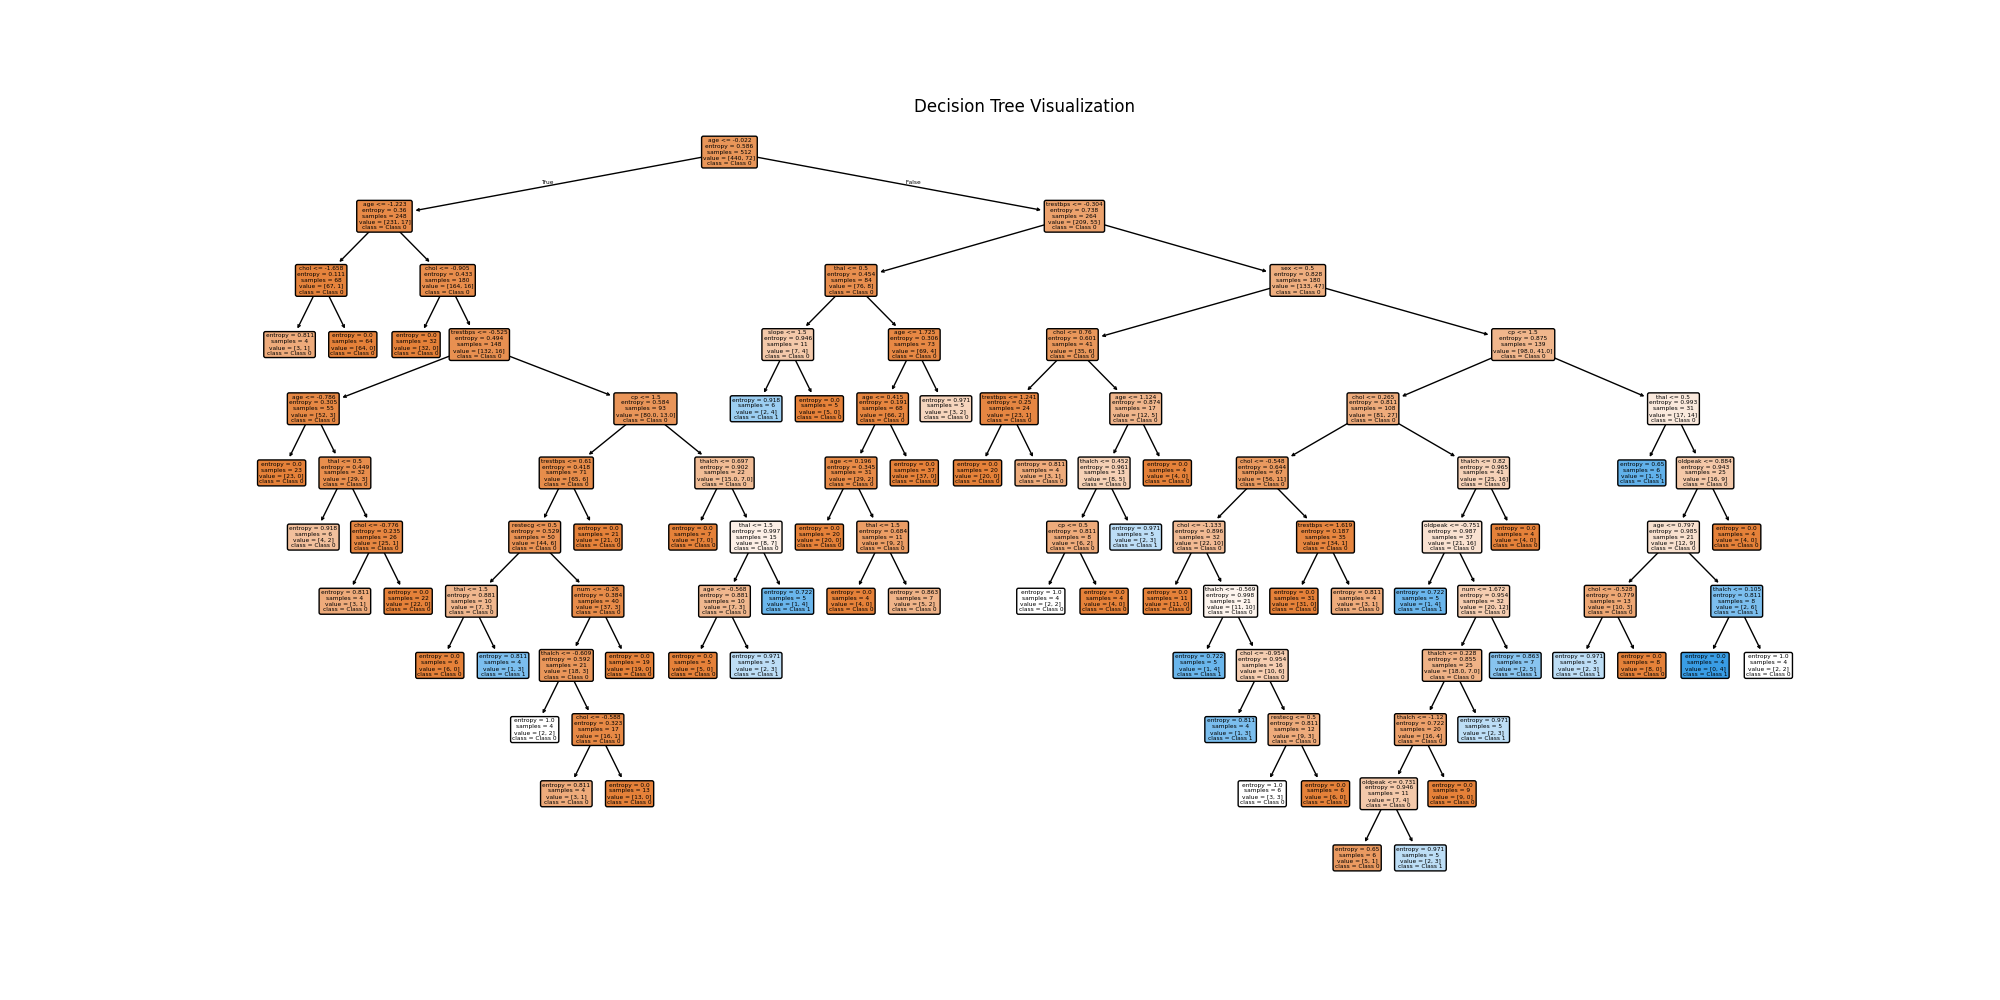 Decision Tree Visualization
age <= -0.022
entropy = 0.586
samples = 512
value = [440, 72]
class = Class 0
True
False
age <= -1.223
entropy = 0.36
samples = 248
value = [231, 17]
class = Class 0
trestbps <= -0.304
entropy = 0.738
samples = 264
value = [209, 55]
class = Class 0
chol <= -1.658
entropy = 0.111
samples = 68
value = [67, 1]
class = Class 0
chol <= -0.905
entropy = 0.433
samples = 180
value = [164, 16]
class = Class 0
thal <= 0.5
entropy = 0.454
samples = 84
value = [76, 8]
class = Class 0
sex <= 0.5
entropy = 0.828
samples = 180
value = [133, 47]
class = Class 0
entropy = 0.811
samples = 4
value = [3, 1]
class = Class 0
entropy = 0.0
samples = 64
value = [64, 0]
class = Class 0
entropy = 0.0
samples = 32
value = [32, 0]
class = Class 0
trestbps <= -0.525
entropy = 0.494
samples = 148
value = [132, 16]
class = Class 0
slope <= 1.5
entropy = 0.946
samples = 11
value = [7, 4]
class = Class 0
age <= 1.725
entropy = 0.306
samples = 73
value = [69, 4]
class = Class 0
chol <= 0.76
entropy = 0.601
samples = 41
value = [35, 6]
class = Class 0
cp <= 1.5
entropy = 0.875
samples = 139
value = [98.0, 41.0]
class = Class 0
age <= -0.786
entropy = 0.305
samples = 55
value = [52, 3]
class = Class 0
cp <= 1.5
entropy = 0.584
samples = 93
value = [80.0, 13.0]
class = Class 0
entropy = 0.918
samples = 6
value = [2, 4]
class = Class 1
entropy = 0.0
samples = 5
value = [5, 0]
class = Class 0
age <= 0.415
entropy = 0.191
samples = 68
value = [66, 2]
class = Class 0
entropy = 0.971
samples = 5
value = [3, 2]
class = Class 0
trestbps <= 1.241
entropy = 0.25
samples = 24
value = [23, 1]
class = Class 0
age <= 1.124
entropy = 0.874
samples = 17
value = [12, 5]
class = Class 0
chol <= 0.265
entropy = 0.811
samples = 108
value = [81, 27]
class = Class 0
thal <= 0.5
entropy = 0.993
samples = 31
value = [17, 14]
class = Class 0
entropy = 0.0
samples = 23
value = [23, 0]
class = Class 0
thal <= 0.5
entropy = 0.449
samples = 32
value = [29, 3]
class = Class 0
trestbps <= 0.61
entropy = 0.418
samples = 71
value = [65, 6]
class = Class 0
thalch <= 0.697
entropy = 0.902
samples = 22
value = [15.0, 7.0]
class = Class 0
age <= 0.196
entropy = 0.345
samples = 31
value = [29, 2]
class = Class 0
entropy = 0.0
samples = 37
value = [37, 0]
class = Class 0
entropy = 0.0
samples = 20
value = [20, 0]
class = Class 0
entropy = 0.811
samples = 4
value = [3, 1]
class = Class 0
thalch <= 0.452
entropy = 0.961
samples = 13
value = [8, 5]
class = Class 0
entropy = 0.0
samples = 4
value = [4, 0]
class = Class 0
chol <= -0.548
entropy = 0.644
samples = 67
value = [56, 11]
class = Class 0
thalch <= 0.82
entropy = 0.965
samples = 41
value = [25, 16]
class = Class 0
entropy = 0.65
samples = 6
value = [1, 5]
class = Class 1
oldpeak <= 0.884
entropy = 0.943
samples = 25
value = [16, 9]
class = Class 0
entropy = 0.918
samples = 6
value = [4, 2]
class = Class 0
chol <= -0.776
entropy = 0.235
samples = 26
value = [25, 1]
class = Class 0
restecg <= 0.5
entropy = 0.529
samples = 50
value = [44, 6]
class = Class 0
entropy = 0.0
samples = 21
value = [21, 0]
class = Class 0
entropy = 0.0
samples = 7
value = [7, 0]
class = Class 0
thal <= 1.5
entropy = 0.997
samples = 15
value = [8, 7]
class = Class 0
entropy = 0.0
samples = 20
value = [20, 0]
class = Class 0
thal <= 1.5
entropy = 0.684
samples = 11
value = [9, 2]
class = Class 0
cp <= 0.5
entropy = 0.811
samples = 8
value = [6, 2]
class = Class 0
entropy = 0.971
samples = 5
value = [2, 3]
class = Class 1
chol <= -1.133
entropy = 0.896
samples = 32
value = [22, 10]
class = Class 0
trestbps <= 1.619
entropy = 0.187
samples = 35
value = [34, 1]
class = Class 0
oldpeak <= -0.751
entropy = 0.987
samples = 37
value = [21, 16]
class = Class 0
entropy = 0.0
samples = 4
value = [4, 0]
class = Class 0
age <= 0.797
entropy = 0.985
samples = 21
value = [12, 9]
class = Class 0
entropy = 0.0
samples = 4
value = [4, 0]
class = Class 0
entropy = 0.811
samples = 4
value = [3, 1]
class = Class 0
entropy = 0.0
samples = 22
value = [22, 0]
class = Class 0
thal <= 1.5
entropy = 0.881
samples = 10
value = [7, 3]
class = Class 0
num <= -0.26
entropy = 0.384
samples = 40
value = [37, 3]
class = Class 0
age <= -0.568
entropy = 0.881
samples = 10
value = [7, 3]
class = Class 0
entropy = 0.722
samples = 5
value = [1, 4]
class = Class 1
entropy = 0.0
samples = 4
value = [4, 0]
class = Class 0
entropy = 0.863
samples = 7
value = [5, 2]
class = Class 0
entropy = 1.0
samples = 4
value = [2, 2]
class = Class 0
entropy = 0.0
samples = 4
value = [4, 0]
class = Class 0
entropy = 0.0
samples = 11
value = [11, 0]
class = Class 0
thalch <= -0.569
entropy = 0.998
samples = 21
value = [11, 10]
class = Class 0
entropy = 0.0
samples = 31
value = [31, 0]
class = Class 0
entropy = 0.811
samples = 4
value = [3, 1]
class = Class 0
entropy = 0.722
samples = 5
value = [1, 4]
class = Class 1
num <= 1.672
entropy = 0.954
samples = 32
value = [20, 12]
class = Class 0
chol <= -0.528
entropy = 0.779
samples = 13
value = [10, 3]
class = Class 0
thalch <= 0.105
entropy = 0.811
samples = 8
value = [2, 6]
class = Class 1
entropy = 0.0
samples = 6
value = [6, 0]
class = Class 0
entropy = 0.811
samples = 4
value = [1, 3]
class = Class 1
thalch <= -0.609
entropy = 0.592
samples = 21
value = [18, 3]
class = Class 0
entropy = 0.0
samples = 19
value = [19, 0]
class = Class 0
entropy = 0.0
samples = 5
value = [5, 0]
class = Class 0
entropy = 0.971
samples = 5
value = [2, 3]
class = Class 1
entropy = 0.722
samples = 5
value = [1, 4]
class = Class 1
chol <= -0.954
entropy = 0.954
samples = 16
value = [10, 6]
class = Class 0
thalch <= 0.228
entropy = 0.855
samples = 25
value = [18.0, 7.0]
class = Class 0
entropy = 0.863
samples = 7
value = [2, 5]
class = Class 1
entropy = 0.971
samples = 5
value = [2, 3]
class = Class 1
entropy = 0.0
samples = 8
value = [8, 0]
class = Class 0
entropy = 0.0
samples = 4
value = [0, 4]
class = Class 1
entropy = 1.0
samples = 4
value = [2, 2]
class = Class 0
entropy = 1.0
samples = 4
value = [2, 2]
class = Class 0
chol <= -0.588
entropy = 0.323
samples = 17
value = [16, 1]
class = Class 0
entropy = 0.811
samples = 4
value = [1, 3]
class = Class 1
restecg <= 0.5
entropy = 0.811
samples = 12
value = [9, 3]
class = Class 0
thalch <= -1.12
entropy = 0.722
samples = 20
value = [16, 4]
class = Class 0
entropy = 0.971
samples = 5
value = [2, 3]
class = Class 1
entropy = 0.811
samples = 4
value = [3, 1]
class = Class 0
entropy = 0.0
samples = 13
value = [13, 0]
class = Class 0
entropy = 1.0
samples = 6
value = [3, 3]
class = Class 0
entropy = 0.0
samples = 6
value = [6, 0]
class = Class 0
oldpeak <= 0.731
entropy = 0.946
samples = 11
value = [7, 4]
class = Class 0
entropy = 0.0
samples = 9
value = [9, 0]
class = Class 0
entropy = 0.65
samples = 6
value = [5, 1]
class = Class 0
entropy = 0.971
samples = 5
value = [2, 3]
class = Class 1